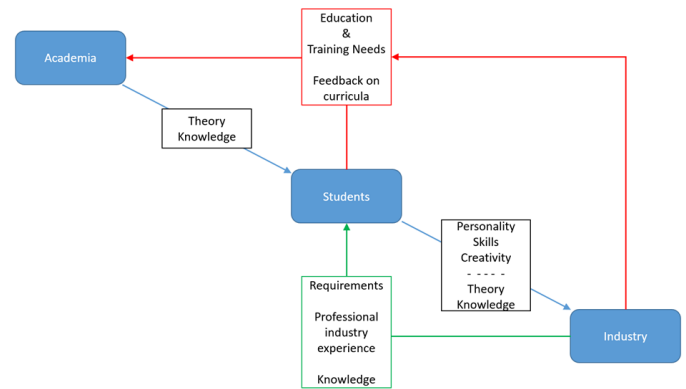 Education
&
Training Needs
Feedback on
curricula
Academia
Theory
Knowledge
Students
Personality
Skills
Creativity
- - - - -
Theory
Knowledge
Requirements
Professional
industry
experience
Knowledge
Industry